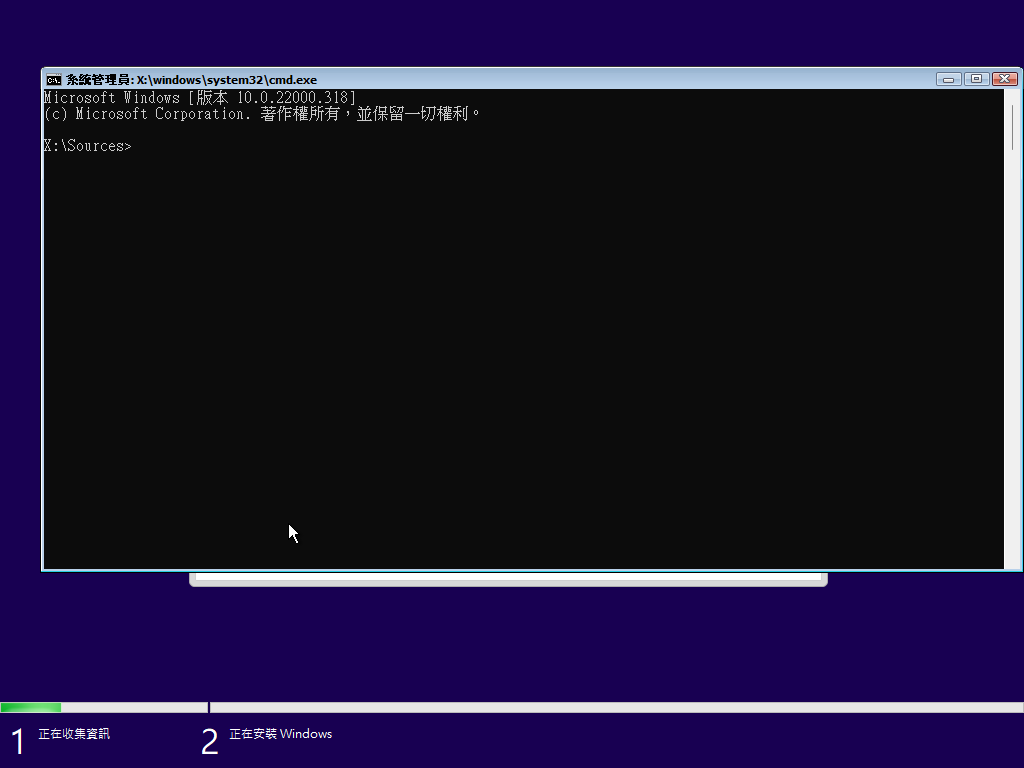 系統管理員: X:\windows\system32\cmd.exe
Microsoft Windows [版本 10.0.22000.318]
(c) Microsoft Corporation. 著作權所有，並保留一切權利。
X:\Sources>
1 正在收集資訊
2 正在安裝 Windows